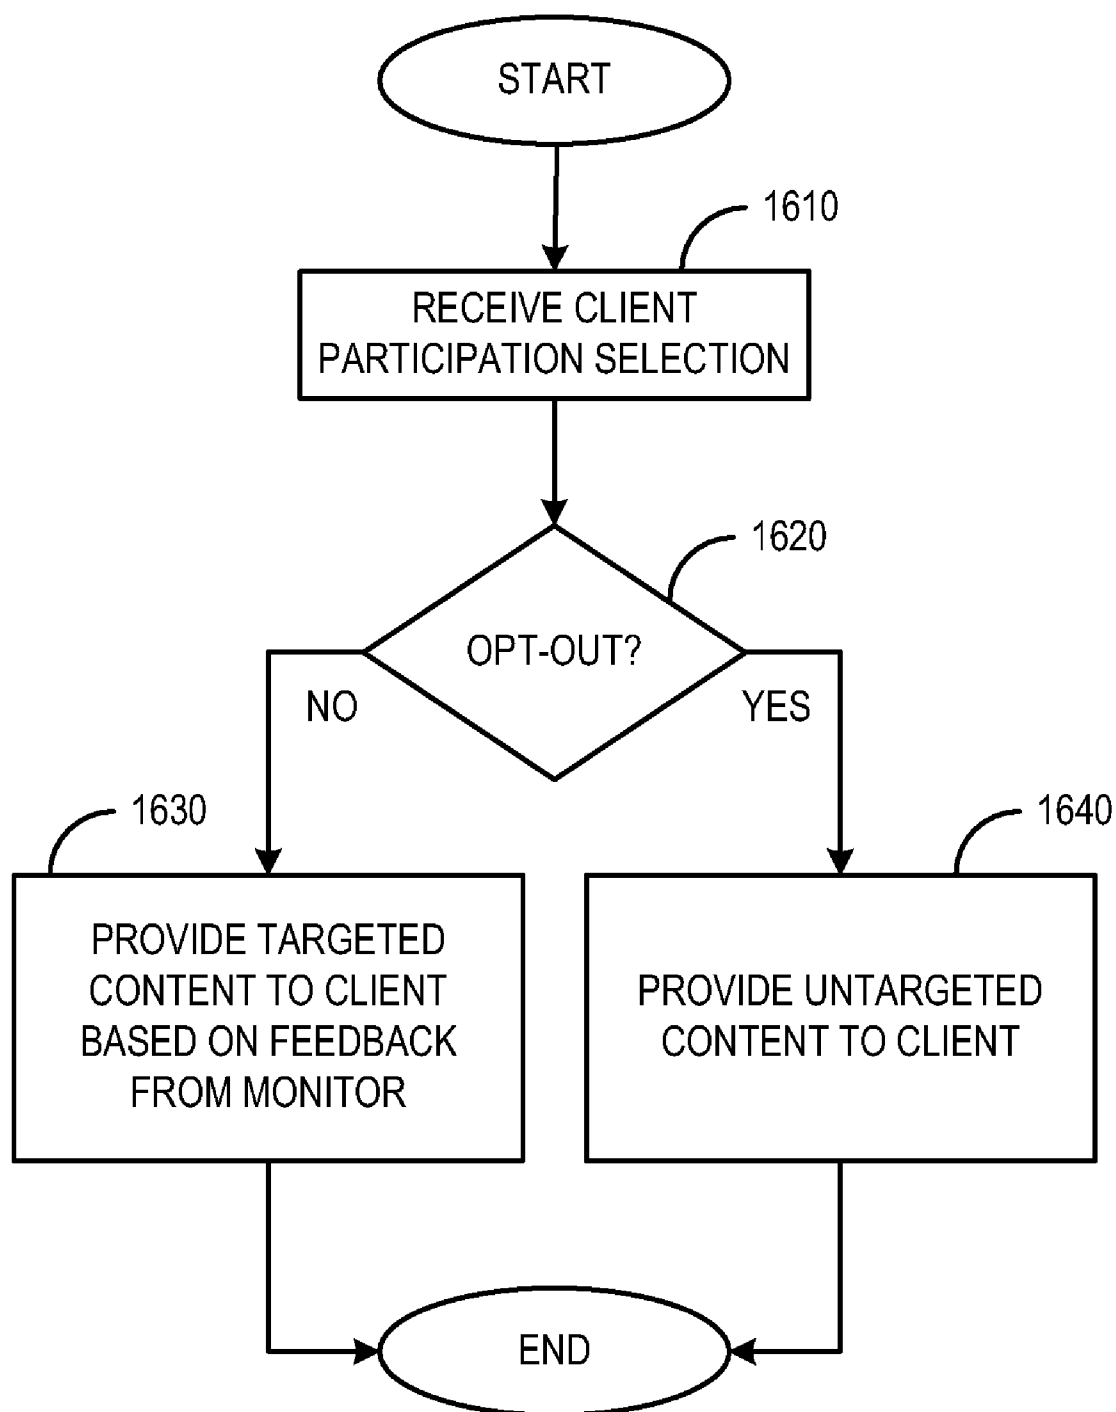 START
1610
RECEIVE CLIENT
PARTICIPATION SELECTION
1620
OPT-OUT?
NO
YES
1630
PROVIDE TARGETED
CONTENT TO CLIENT
BASED ON FEEDBACK
FROM MONITOR
1640
PROVIDE UNTARGETED
CONTENT TO CLIENT
END